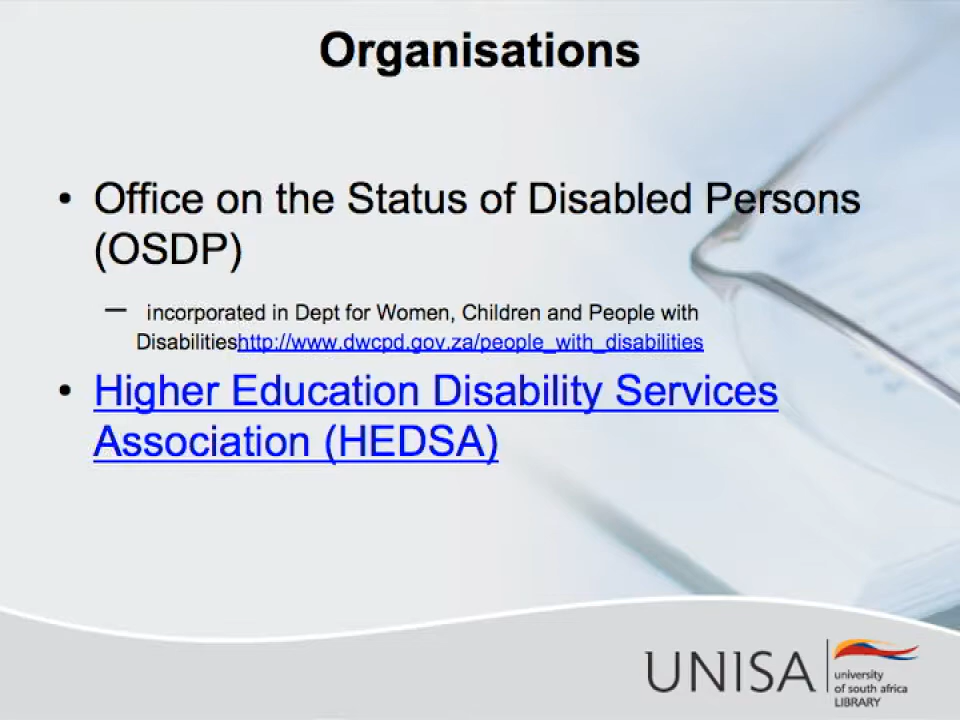 Organisations
• Office on the Status of Disabled Persons
(OSDP)
– incorporated in Dept for Women, Children and People with
Disabilitieshttp://www.dwcpd.gov.za/people_with_disabilities
• Higher Education Disability Services
Association (HEDSA)
UNISA
university
of south africa
LIBRARY